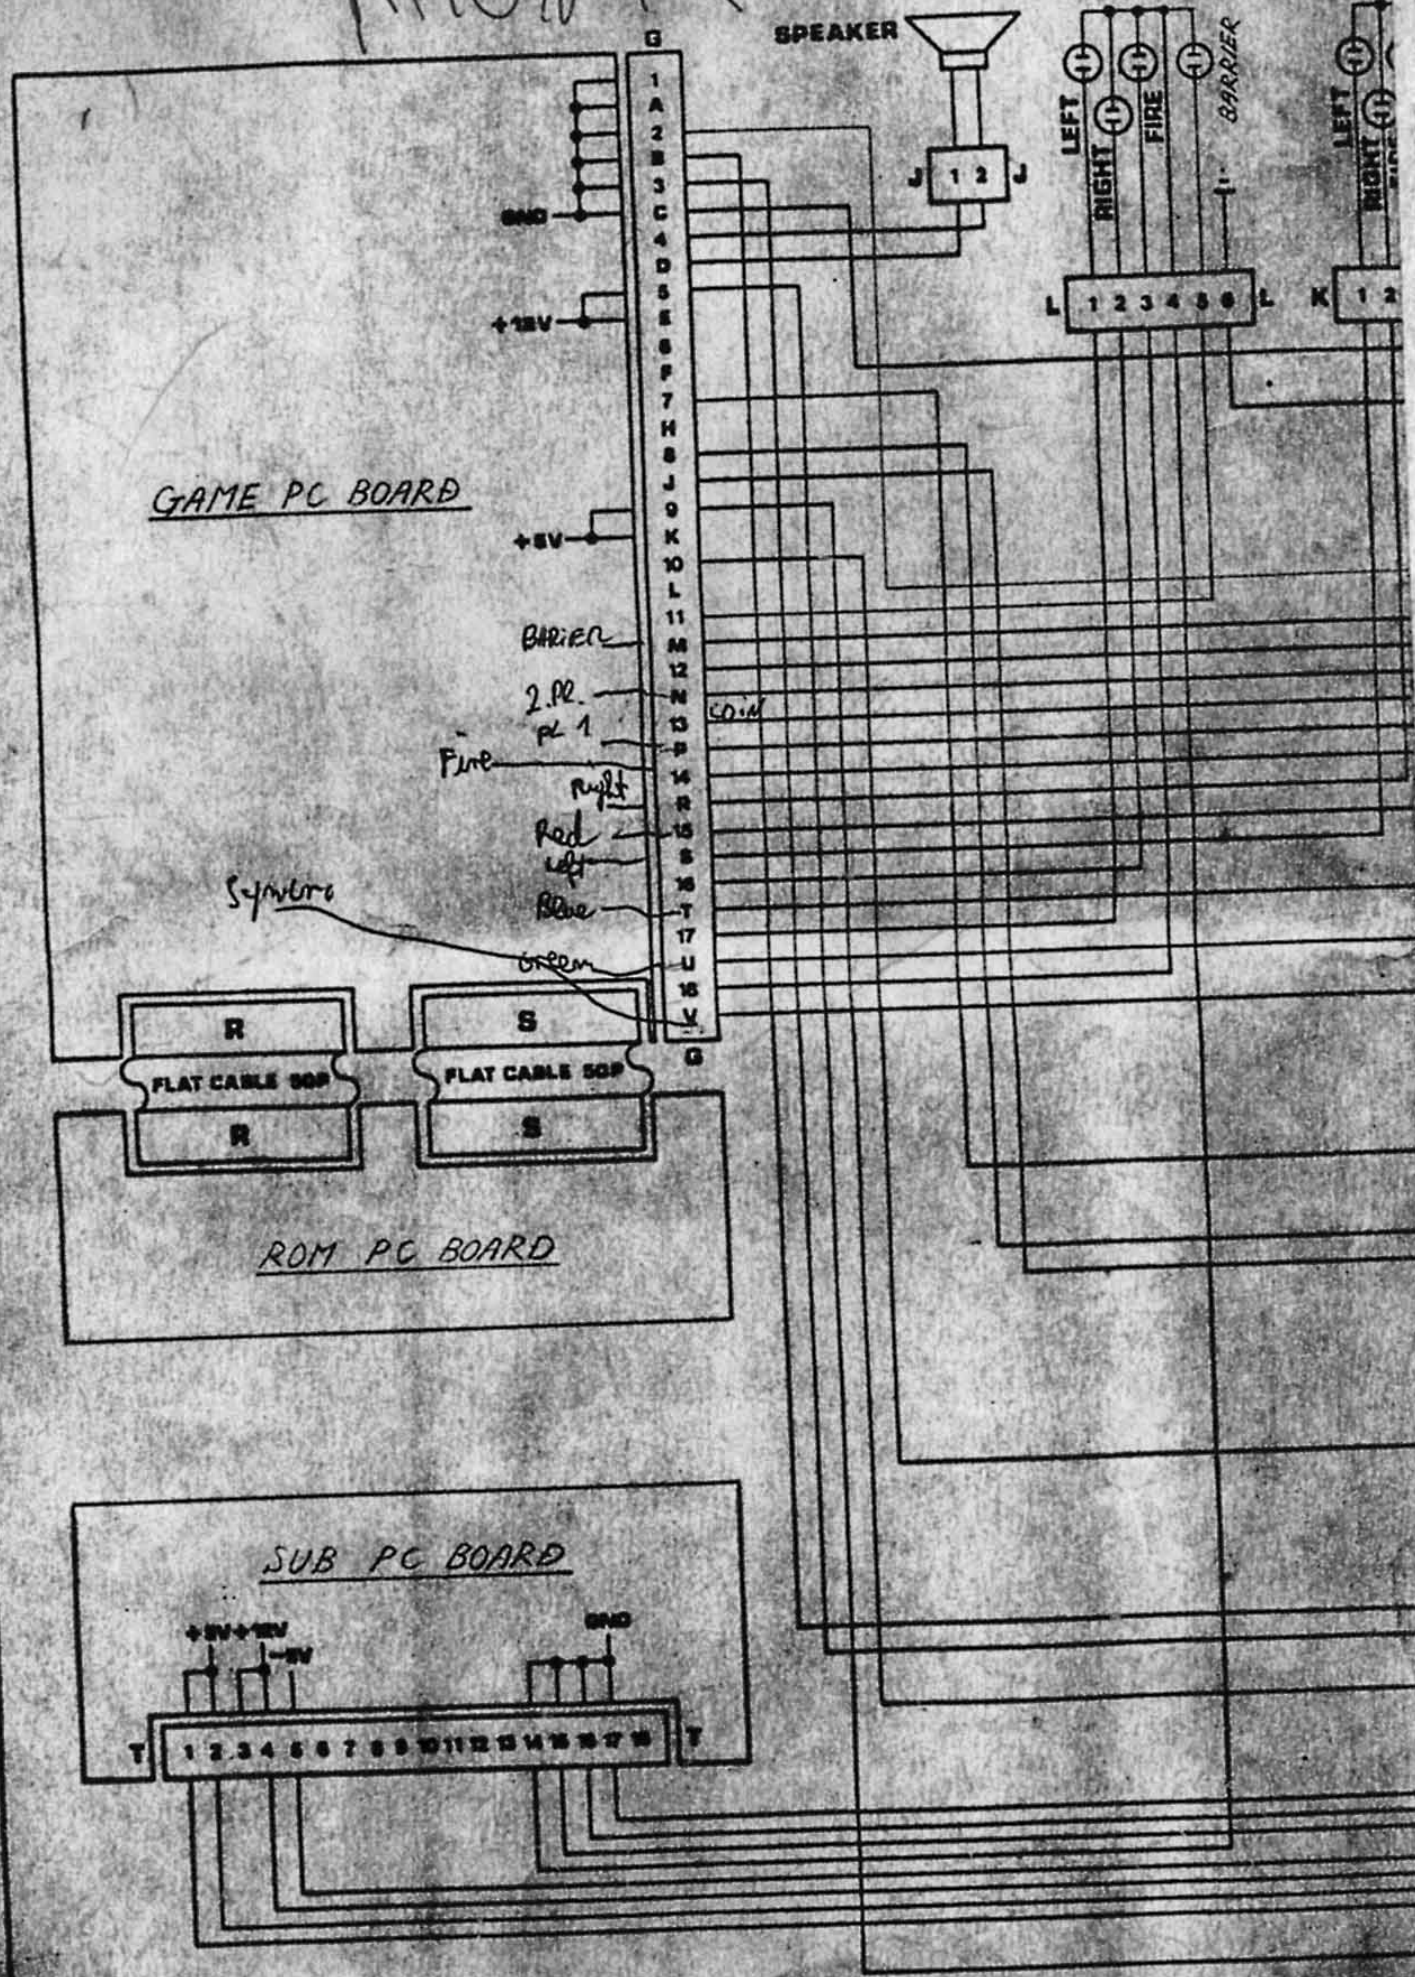 SPEAKER
LEFT
RIGHT
FIRE
BARRIER
LEFT
RIGHT
J 1 2 J
L 1 2 3 4 5 6 L
K 1 2
G
1
A
2
B
3
C
4
D
5
E
6
F
7
H
8
J
9
K
10
L
11
M
12
N
13
P
14
R
15
S
16
T
17
U
18
V
G
GND
+12V
GAME PC BOARD
+5V
BARIER
2.PL.
COIN
PL 1
Fire
Right
Red
Left
Blue
Green
R
S
FLAT CABLE 50P
FLAT CABLE 50P
R
S
ROM PC BOARD
SUB PC BOARD
+5V +12V
-5V
GND
T 1 2 3 4 5 6 7 8 9 10 11 12 13 14 15 16 17 18 T